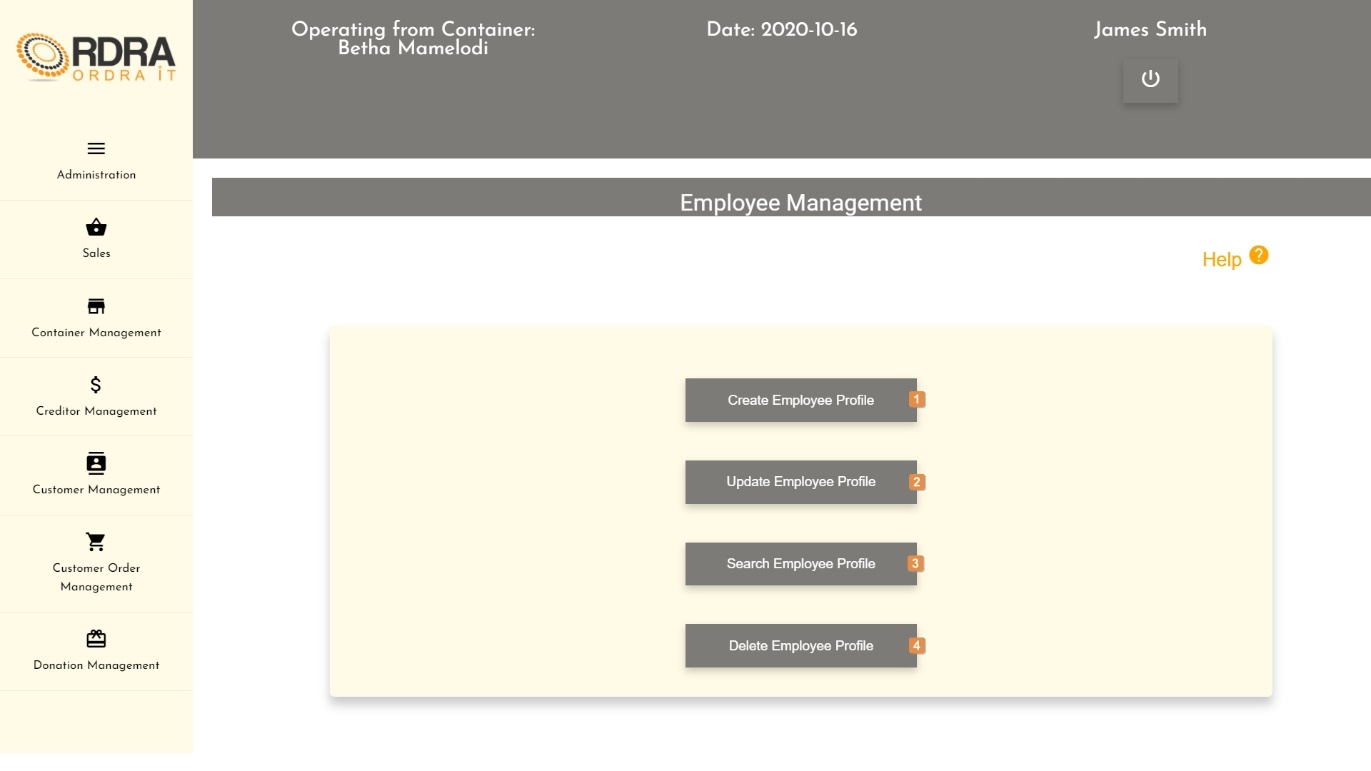 RDRA
ORDRA iT
Operating from Container:
Betha Mamelodi
Date: 2020-10-16
James Smith
Administration
Sales
Container Management
Creditor Management
Customer Management
Customer Order
Management
Donation Management
Employee Management
Help ?
Create Employee Profile 1
Update Employee Profile 2
Search Employee Profile 3
Delete Employee Profile 4